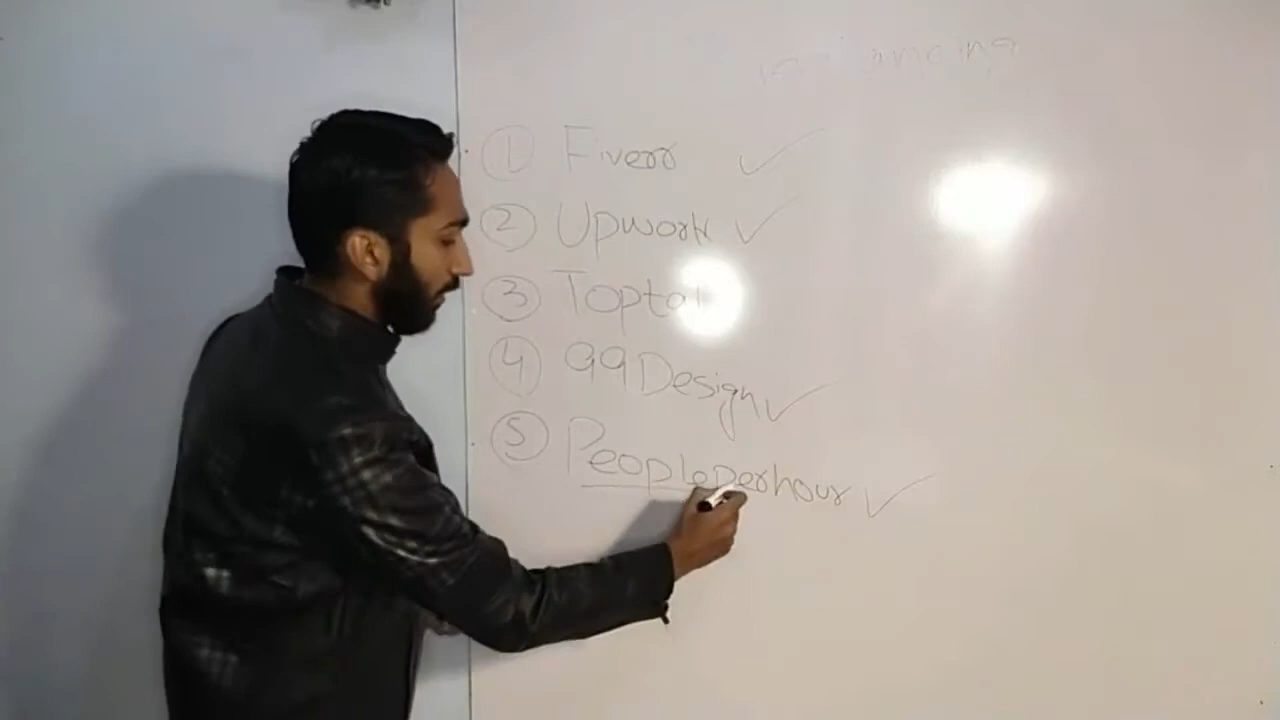 ① Fiverr ✓
② Upwork ✓
③ Toptal
④ 99Design ✓
⑤ Peopleperhour ✓